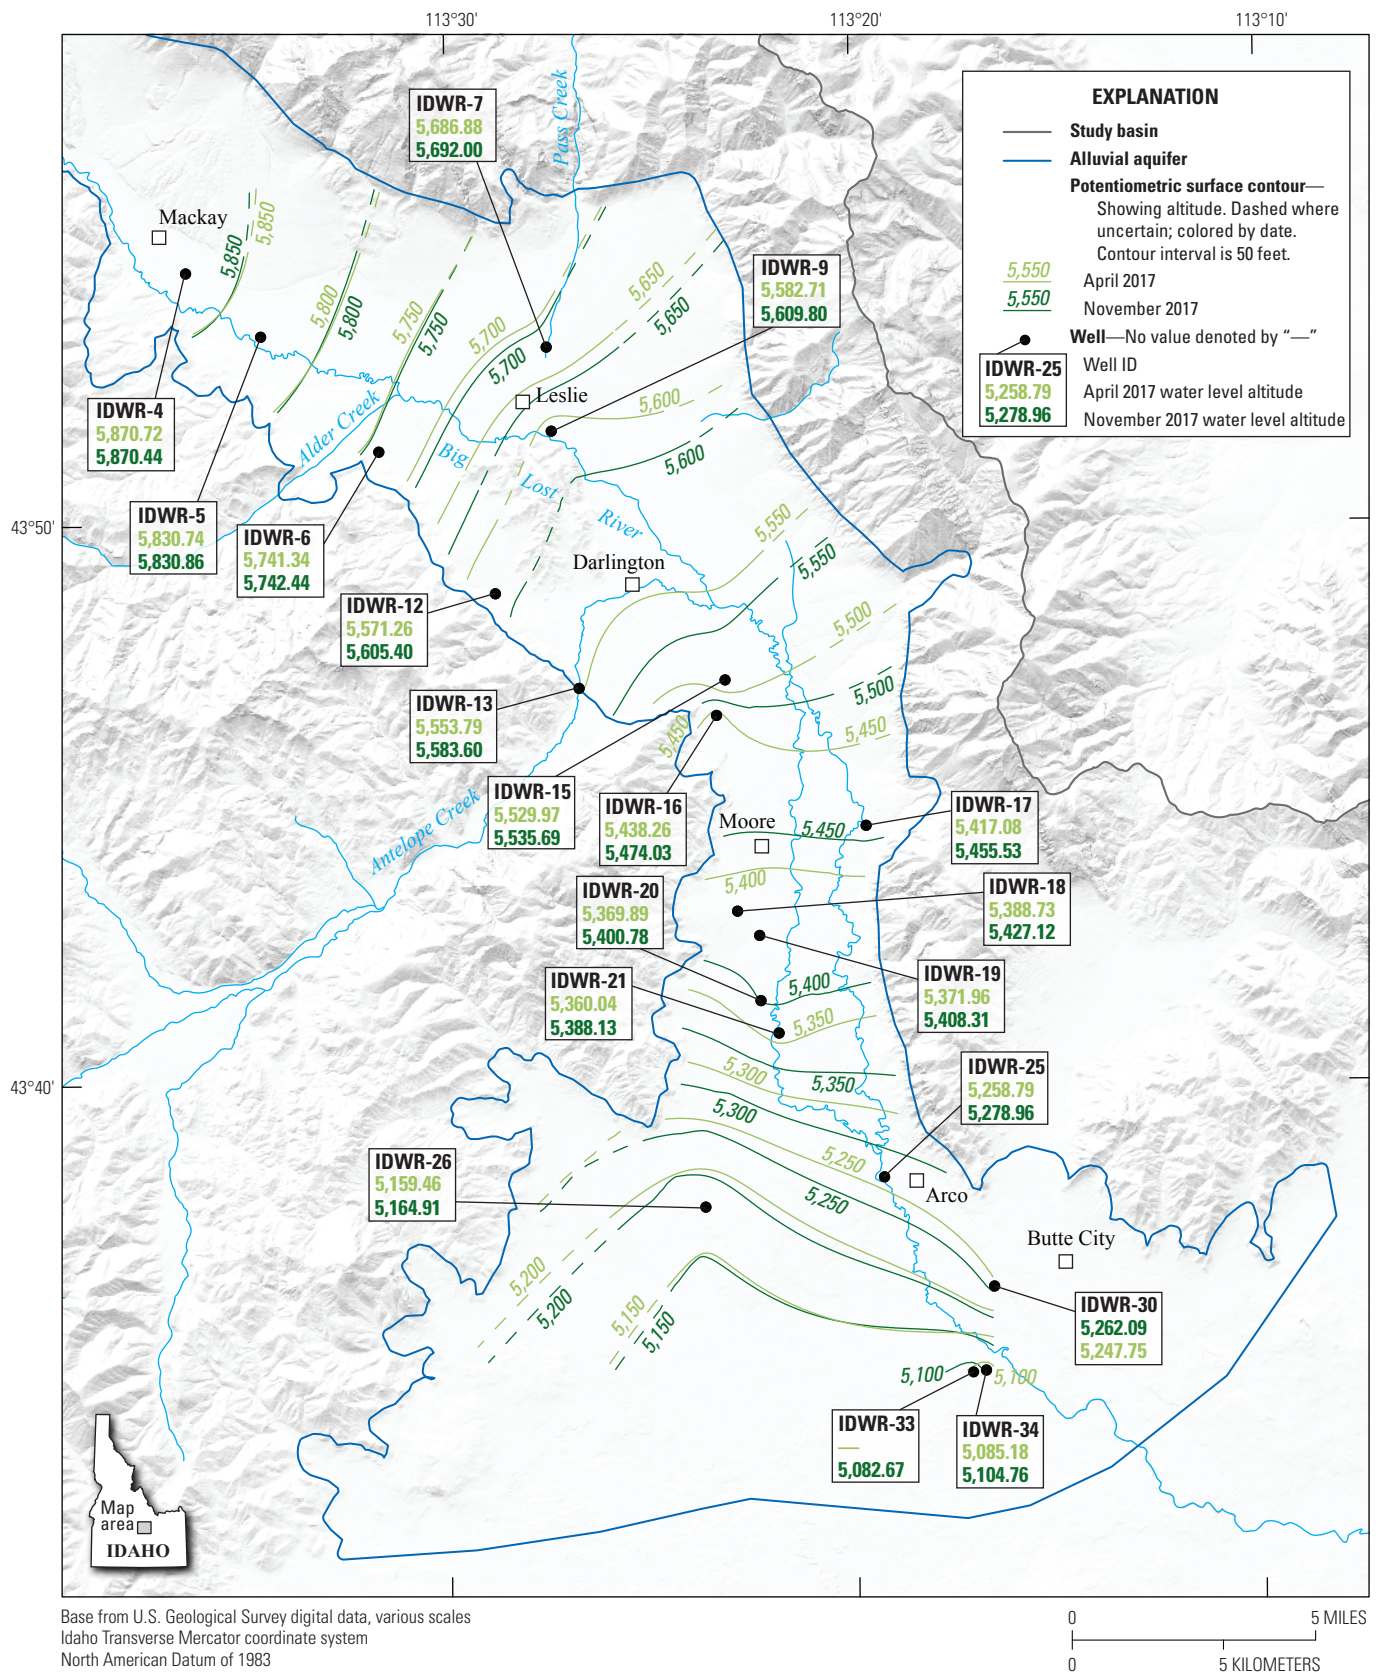 113°30'
113°20'
113°10'
EXPLANATION
Study basin
Alluvial aquifer
Potentiometric surface contour—
Showing altitude. Dashed where
uncertain; colored by date.
Contour interval is 50 feet.
5,550
April 2017
5,550
November 2017
Well—No value denoted by “—”
IDWR-25
Well ID
5,258.79
April 2017 water level altitude
5,278.96
November 2017 water level altitude
IDWR-7
5,686.88
5,692.00
Pass Creek
Mackay
5,850
5,850
5,800
5,800
5,750
5,750
5,700
5,700
5,650
5,650
IDWR-9
5,582.71
5,609.80
Leslie
5,600
5,600
IDWR-4
5,870.72
5,870.44
Alder Creek
Big
Lost
River
IDWR-5
5,830.74
5,830.86
43°50'
IDWR-6
5,741.34
5,742.44
5,550
5,550
Darlington
IDWR-12
5,571.26
5,605.40
5,500
5,500
IDWR-13
5,553.79
5,583.60
5,450
5,450
IDWR-15
5,529.97
5,535.69
IDWR-16
5,438.26
5,474.03
Antelope Creek
Moore
5,450
IDWR-17
5,417.08
5,455.53
5,400
IDWR-18
5,388.73
5,427.12
IDWR-20
5,369.89
5,400.78
IDWR-19
5,371.96
5,408.31
IDWR-21
5,360.04
5,388.13
5,400
5,350
43°40'
5,300
5,350
IDWR-25
5,258.79
5,278.96
5,300
5,250
5,250
Arco
IDWR-26
5,159.46
5,164.91
Butte City
5,200
5,200
5,150
5,150
IDWR-30
5,262.09
5,247.75
5,100
5,100
IDWR-33
—
5,082.67
IDWR-34
5,085.18
5,104.76
Map
area
IDAHO
Base from U.S. Geological Survey digital data, various scales
Idaho Transverse Mercator coordinate system
North American Datum of 1983
0
5 MILES
0
5 KILOMETERS